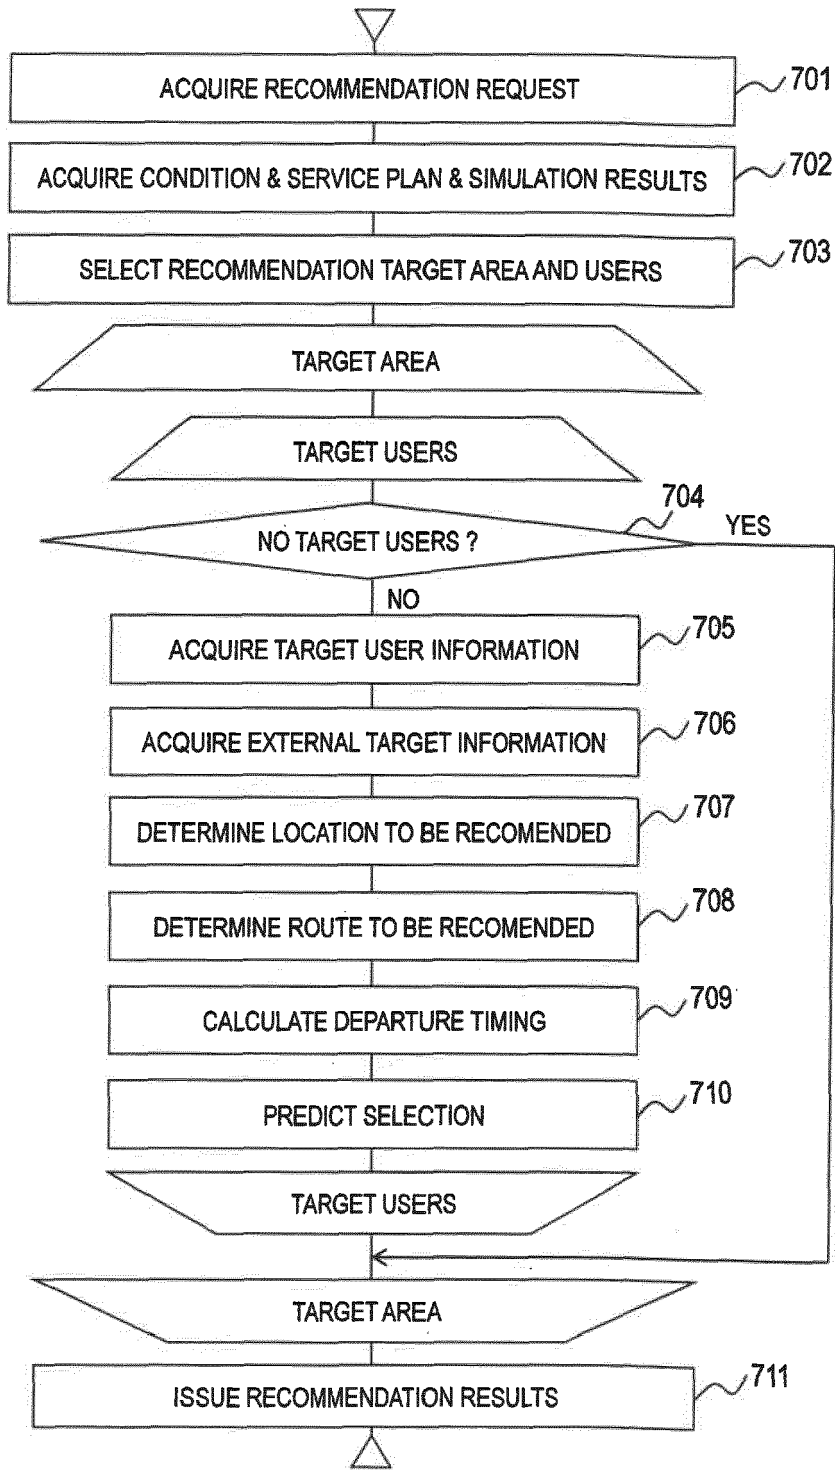 ACQUIRE RECOMMENDATION REQUEST
701
ACQUIRE CONDITION & SERVICE PLAN & SIMULATION RESULTS
702
SELECT RECOMMENDATION TARGET AREA AND USERS
703
TARGET AREA
TARGET USERS
704
NO TARGET USERS ?
YES
NO
ACQUIRE TARGET USER INFORMATION
705
ACQUIRE EXTERNAL TARGET INFORMATION
706
DETERMINE LOCATION TO BE RECOMENDED
707
DETERMINE ROUTE TO BE RECOMENDED
708
CALCULATE DEPARTURE TIMING
709
PREDICT SELECTION
710
TARGET USERS
TARGET AREA
ISSUE RECOMMENDATION RESULTS
711